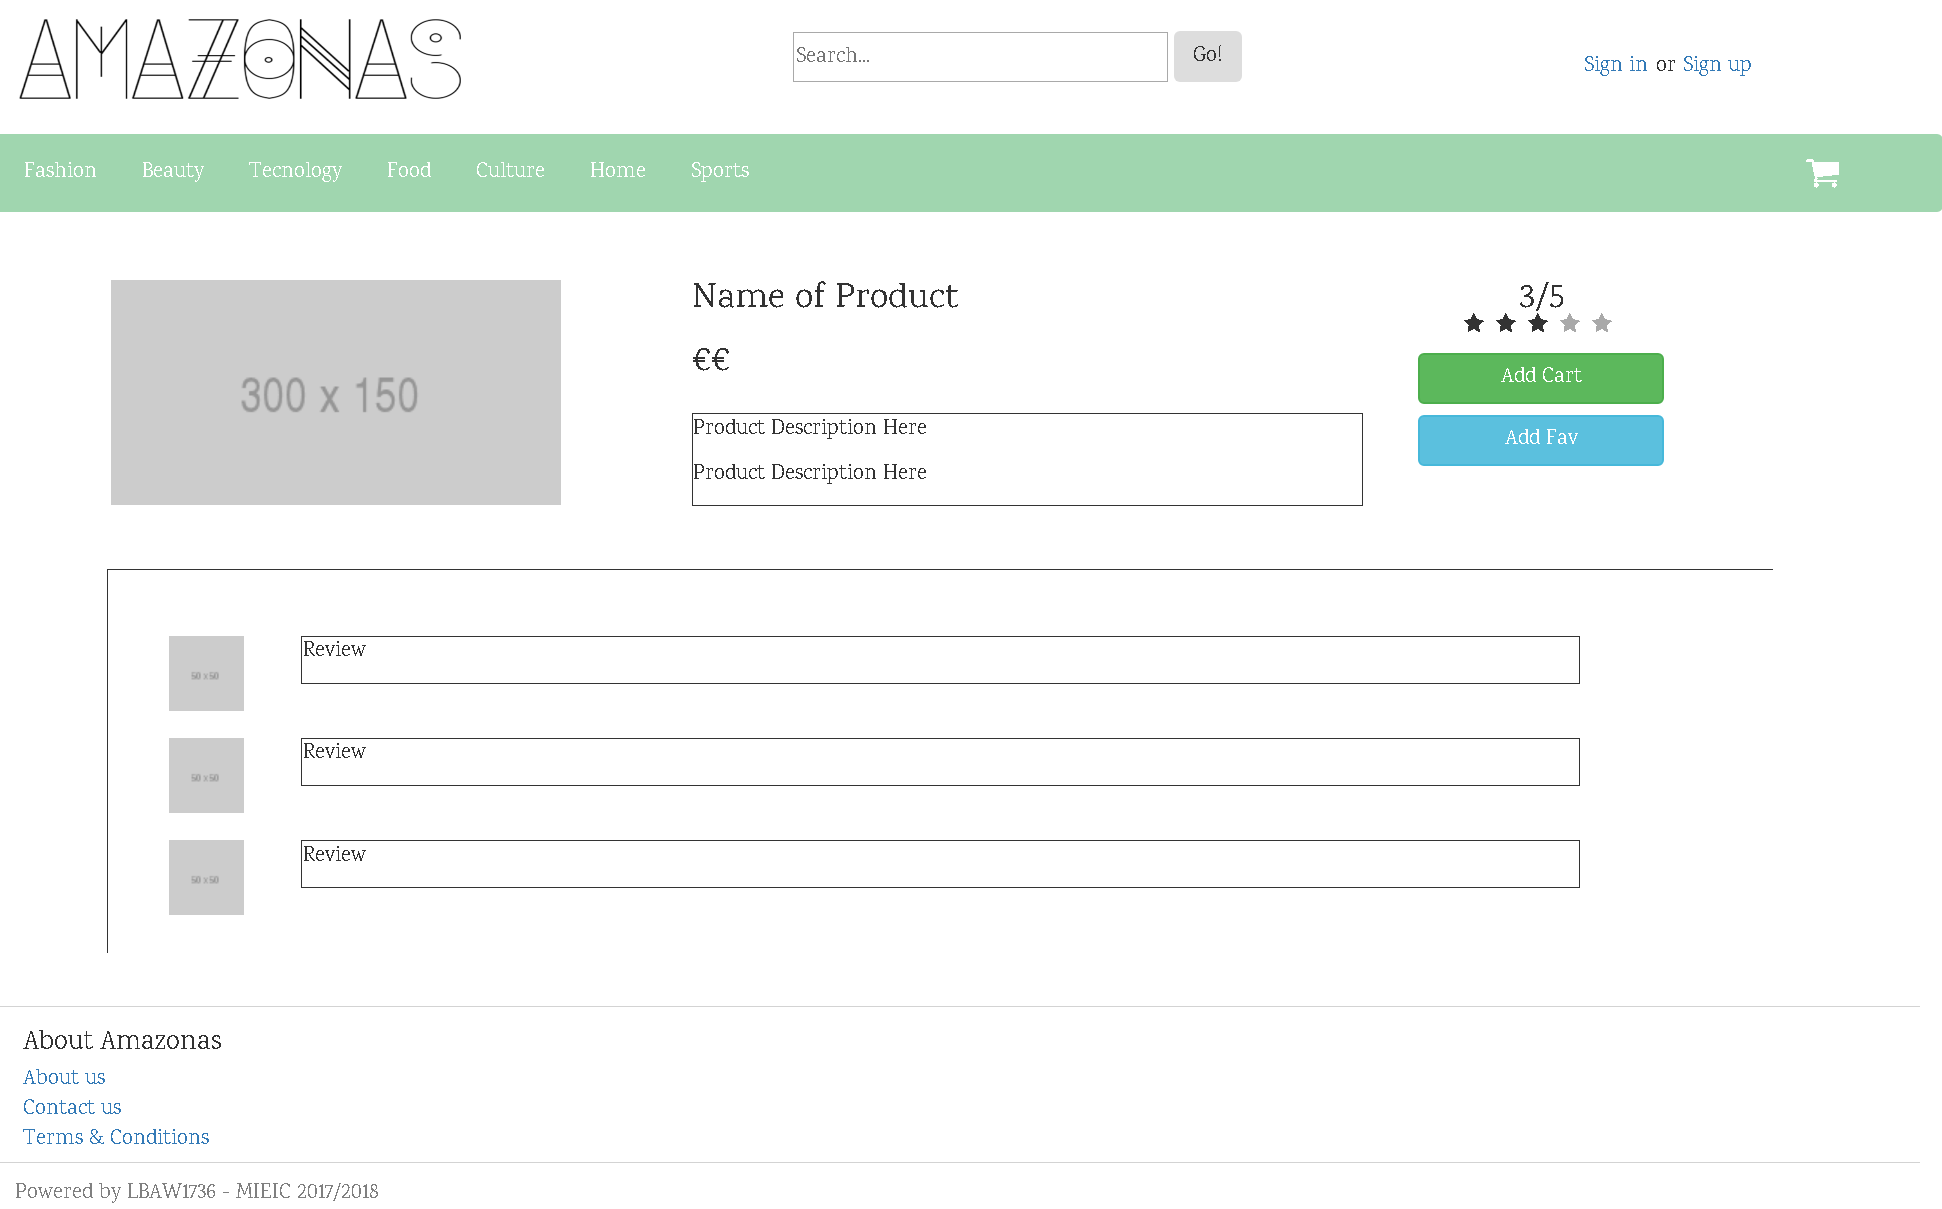 AMAZONAS
Search...
Go!
Sign in or Sign up
Fashion Beauty Tecnology Food Culture Home Sports
300 x 150
Name of Product
€€
Product Description Here
Product Description Here
3/5
Add Cart
Add Fav
50 x 50
Review
50 x 50
Review
50 x 50
Review
About Amazonas
About us
Contact us
Terms & Conditions
Powered by LBAW1736 - MIEIC 2017/2018